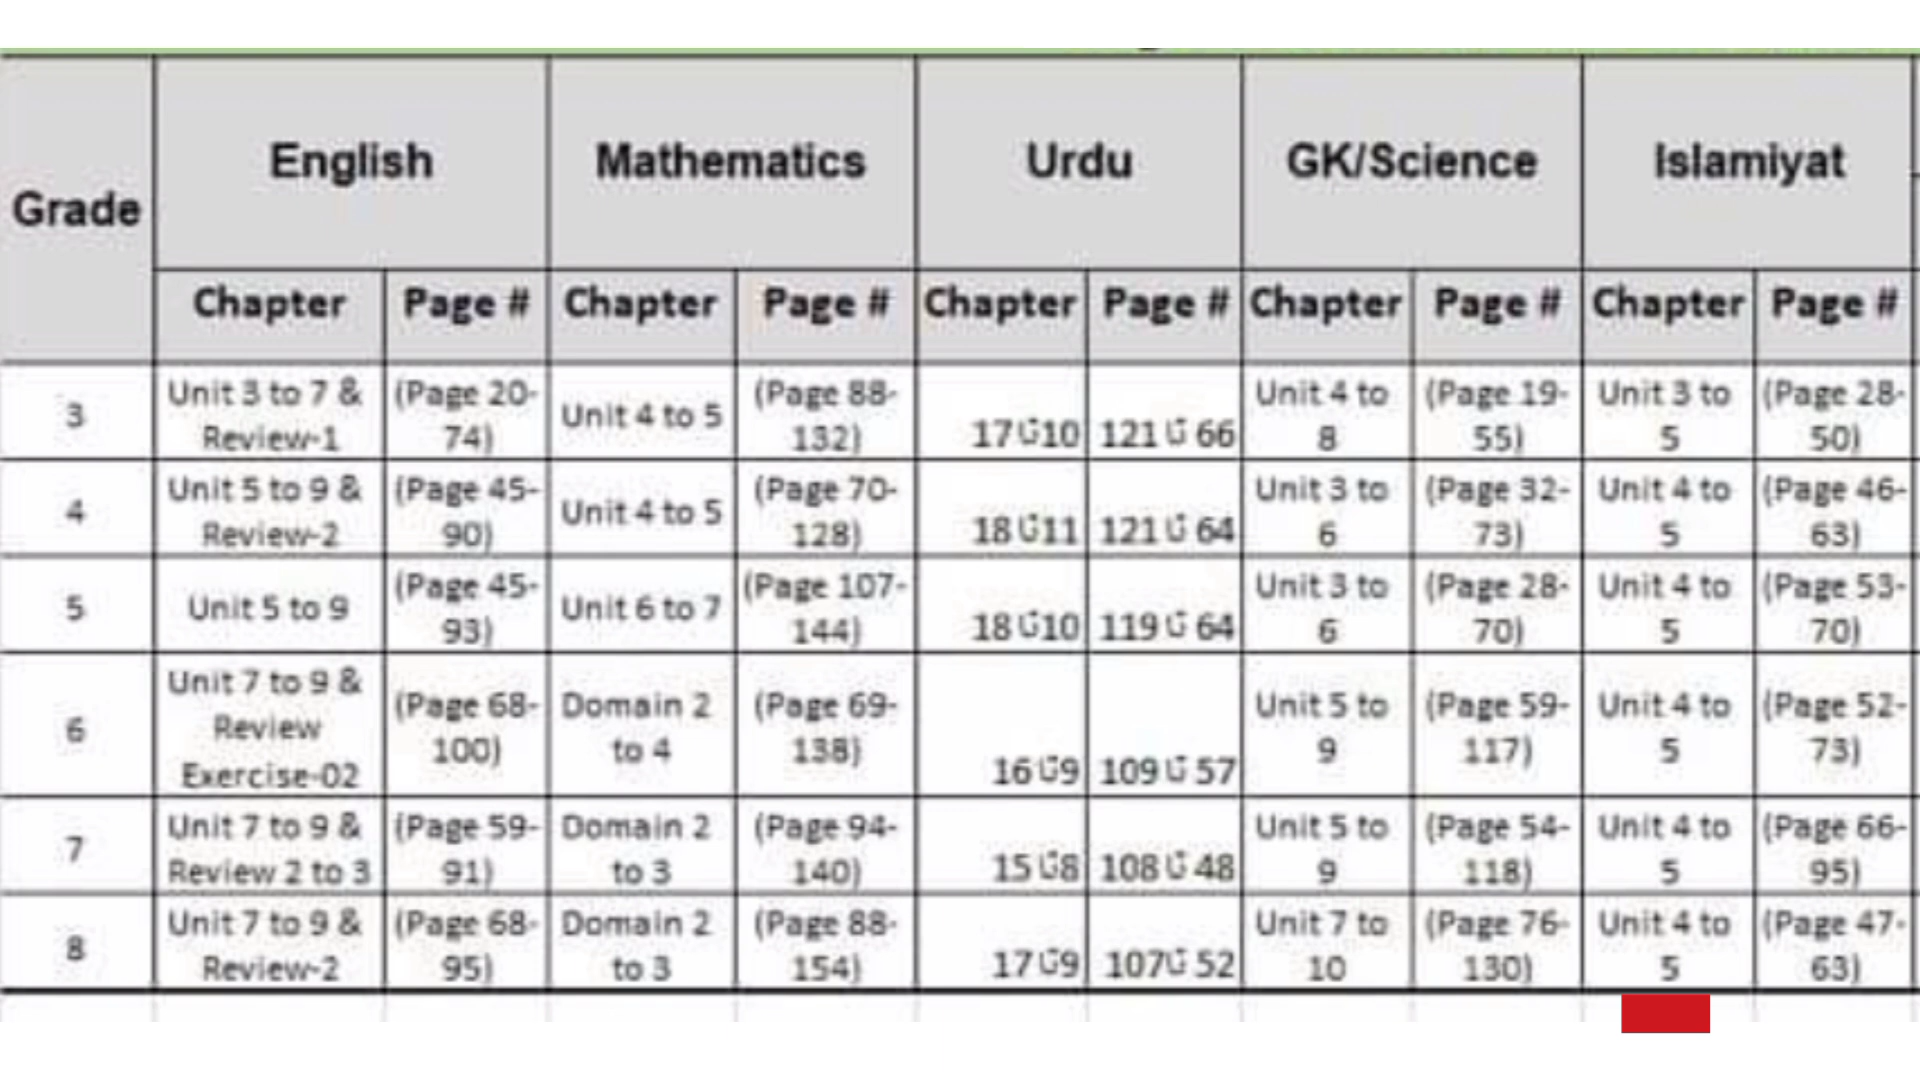 Grade
English
Mathematics
Urdu
GK/Science
Islamiyat
Chapter
Page #
Chapter
Page #
Chapter
Page #
Chapter
Page #
Chapter
Page #
3
Unit 3 to 7 &
Review-1
(Page 20-
74)
Unit 4 to 5
(Page 88-
132)
10 تا 17
66 تا 121
Unit 4 to
8
(Page 19-
55)
Unit 3 to
5
(Page 28-
50)
4
Unit 5 to 9 &
Review-2
(Page 45-
90)
Unit 4 to 5
(Page 70-
128)
11 تا 18
64 تا 121
Unit 3 to
6
(Page 32-
73)
Unit 4 to
5
(Page 46-
63)
5
Unit 5 to 9
(Page 45-
93)
Unit 6 to 7
(Page 107-
144)
10 تا 18
64 تا 119
Unit 3 to
6
(Page 28-
70)
Unit 4 to
5
(Page 53-
70)
6
Unit 7 to 9 &
Review
Exercise-02
(Page 68-
100)
Domain 2
to 4
(Page 69-
138)
9 تا 16
57 تا 109
Unit 5 to
9
(Page 59-
117)
Unit 4 to
5
(Page 52-
73)
7
Unit 7 to 9 &
Review 2 to 3
(Page 59-
91)
Domain 2
to 3
(Page 94-
140)
8 تا 15
48 تا 108
Unit 5 to
9
(Page 54-
118)
Unit 4 to
5
(Page 66-
95)
8
Unit 7 to 9 &
Review-2
(Page 68-
95)
Domain 2
to 3
(Page 88-
154)
9 تا 17
52 تا 107
Unit 7 to
10
(Page 76-
130)
Unit 4 to
5
(Page 47-
63)